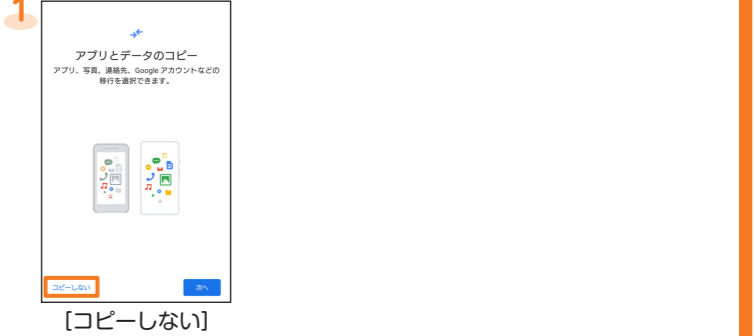 1
アプリとデータのコピー
アプリ、写真、連絡先、Google アカウントなどの
移行を選択できます。
コピーしない
次へ
[コピーしない]